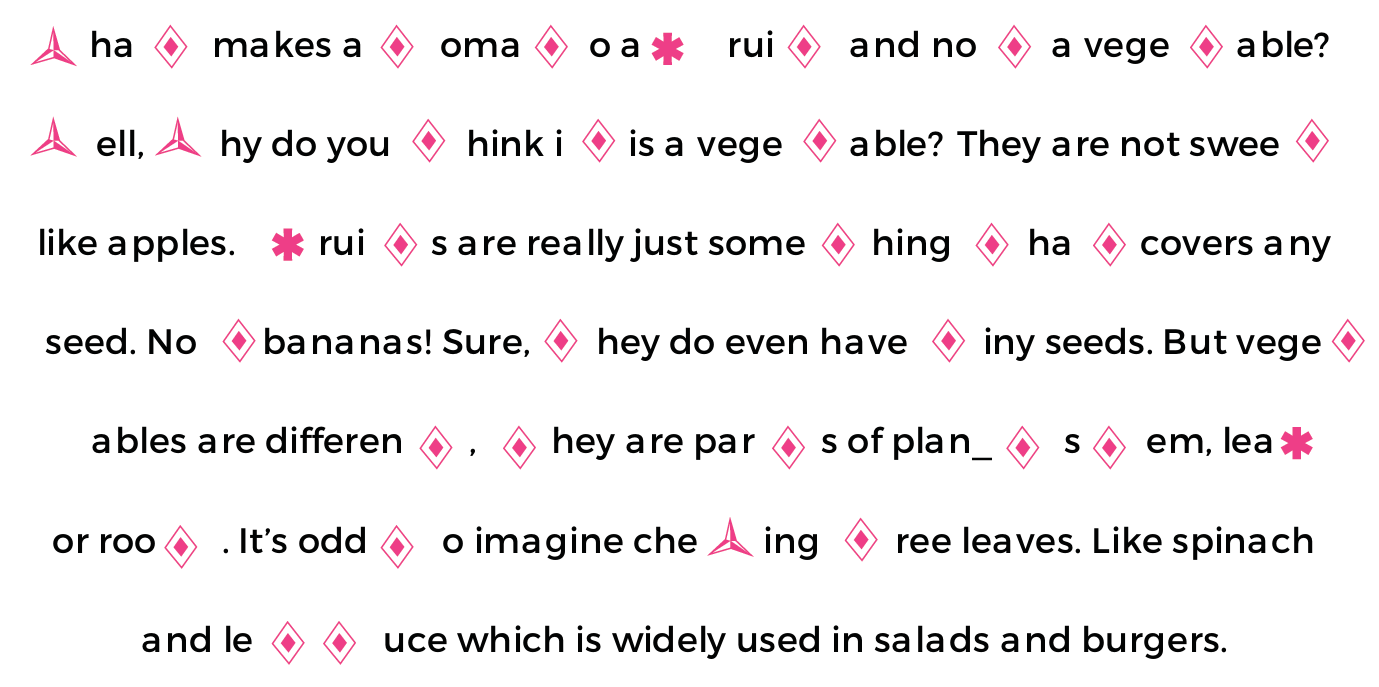 ha makes a oma o a rui and no a vege able?
ell, hy do you hink i is a vege able? They are not swee
like apples. rui s are really just some hing ha covers any
seed. No bananas! Sure, hey do even have iny seeds. But vege
ables are differen , hey are par s of plan_ s em, lea
or roo . It’s odd o imagine che ing ree leaves. Like spinach
and le uce which is widely used in salads and burgers.